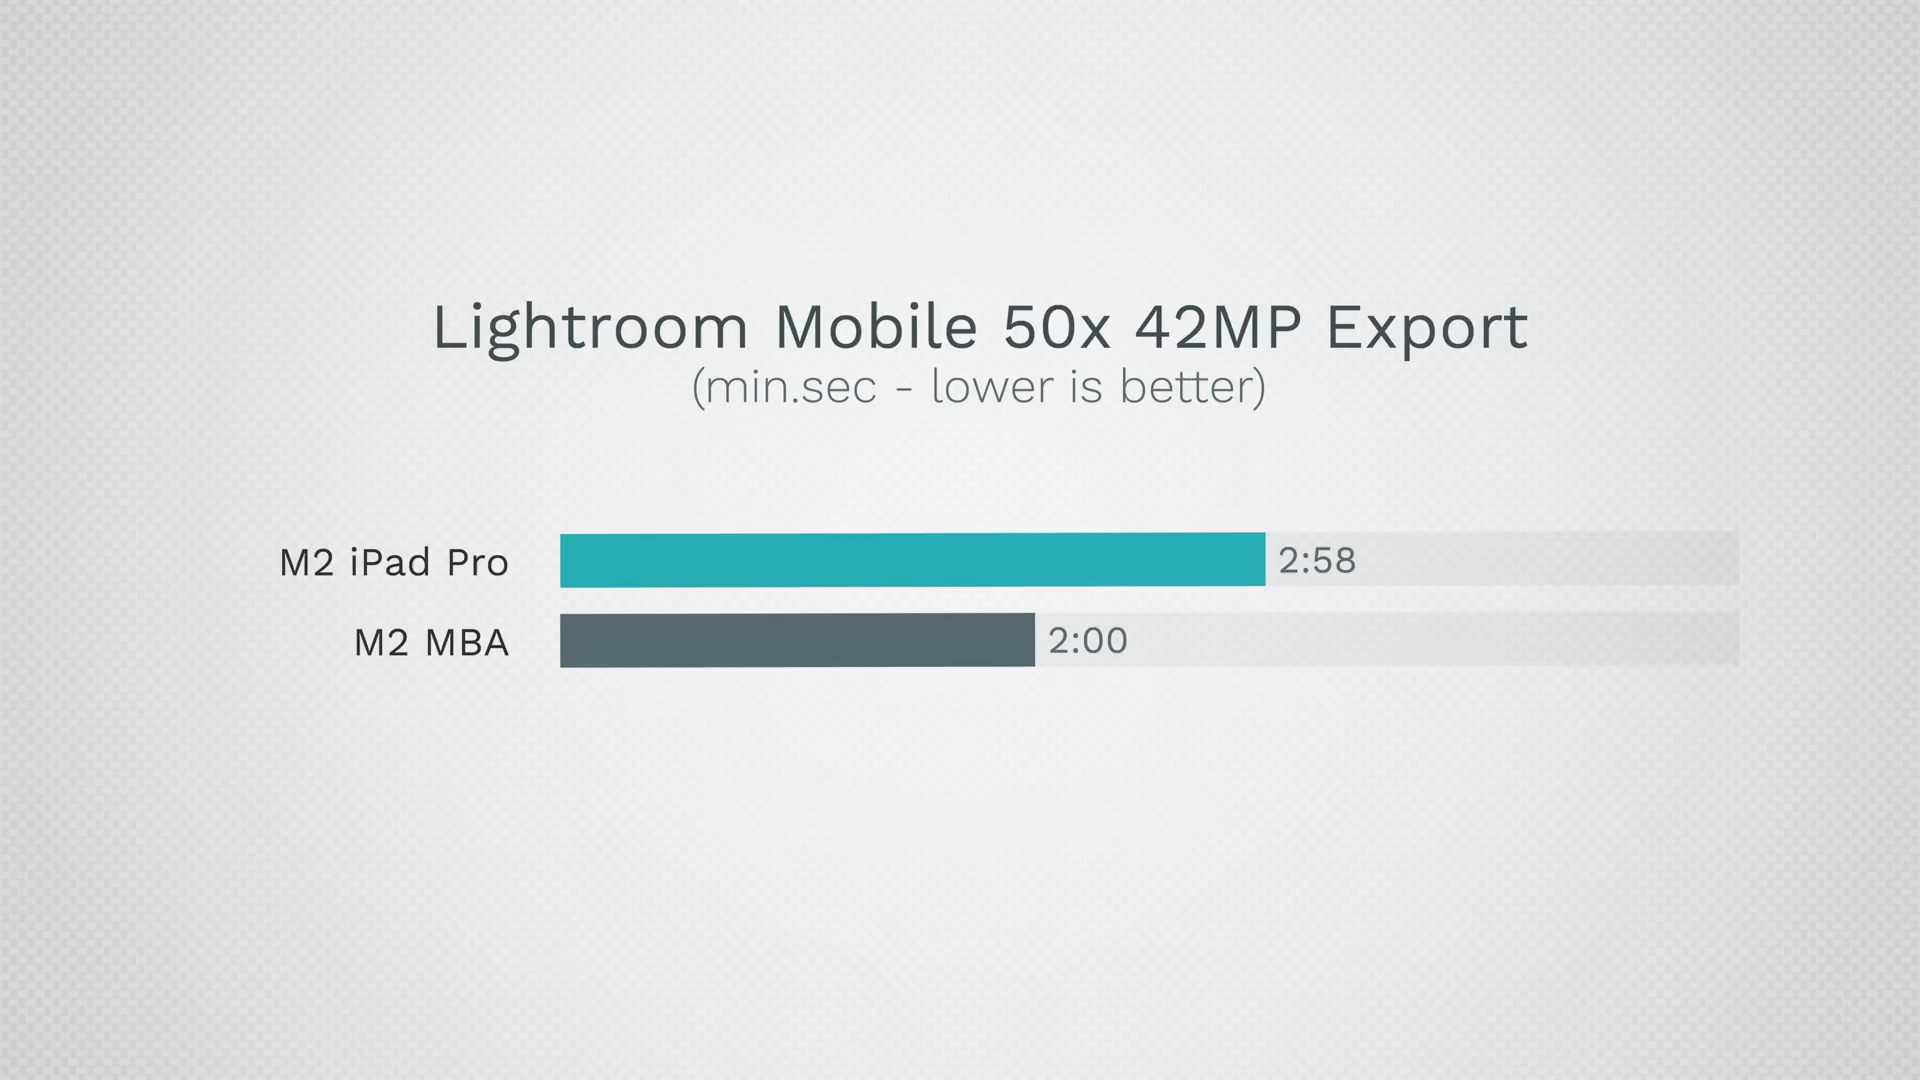 Lightroom Mobile 50x 42MP Export
(min.sec - lower is better)
M2 iPad Pro 2:58
M2 MBA 2:00